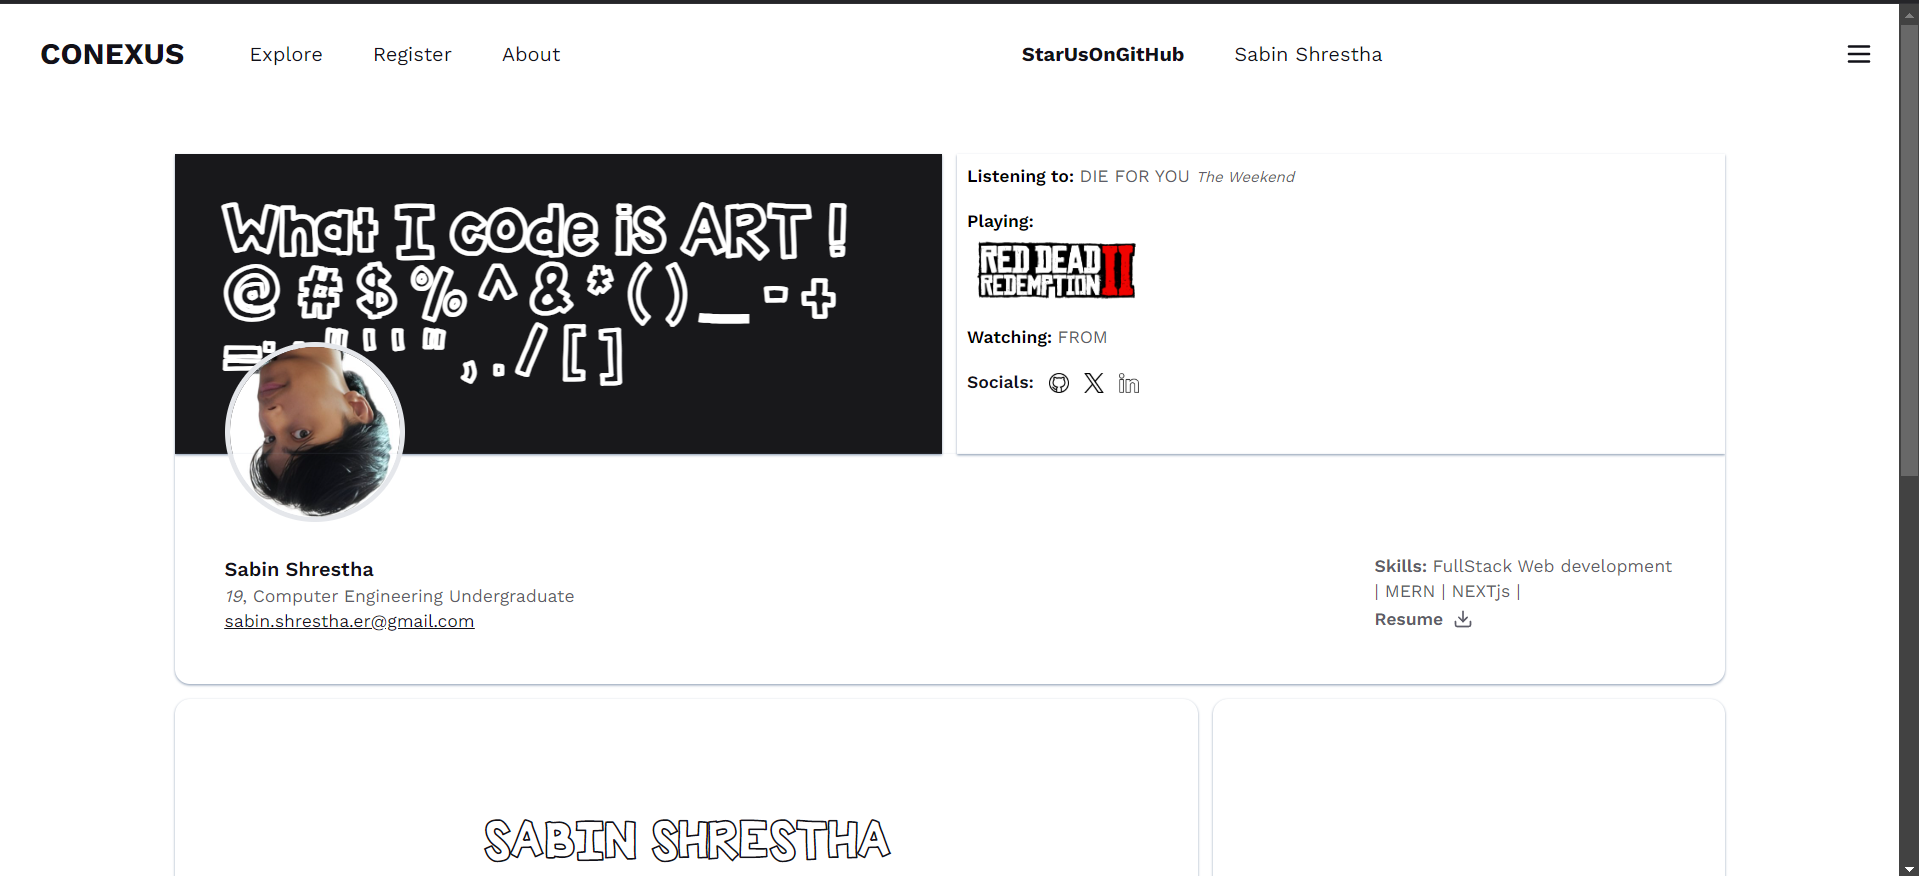 CONEXUS Explore Register About StarUsOnGitHub Sabin Shrestha
What I code is ART !
@ # $ % ^ & * ( ) _ - +
" ' ' " , . / [ ]
Listening to: DIE FOR YOU The Weekend
Playing:
RED DEAD
REDEMPTION II
Watching: FROM
Socials: X in
Sabin Shrestha
19, Computer Engineering Undergraduate
sabin.shrestha.er@gmail.com
Skills: FullStack Web development
| MERN | NEXTjs |
Resume
SABIN SHRESTHA